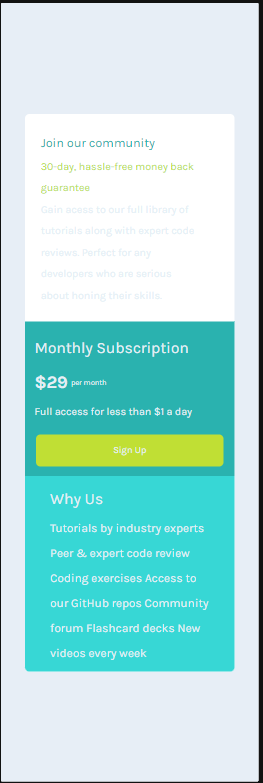 Join our community
30-day, hassle-free money back
guarantee
Gain acess to our full library of
tutorials along with expert code
reviews. Perfect for any
developers who are serious
about honing their skills.
Monthly Subscription
$29 per month
Full access for less than $1 a day
Sign Up
Why Us
Tutorials by industry experts
Peer & expert code review
Coding exercises Access to
our GitHub repos Community
forum Flashcard decks New
videos every week